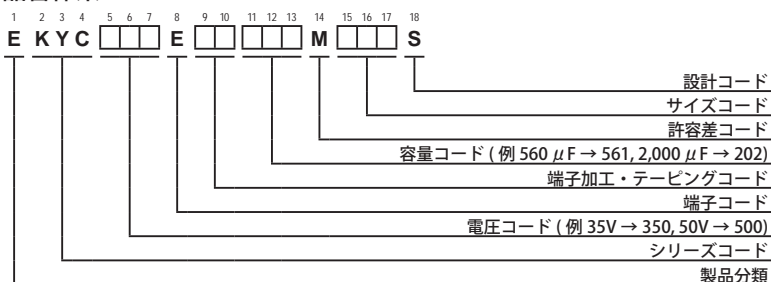 1 2 3 4 5 6 7 8 9 10 11 12 13 14 15 16 17 18
E KYC □□□ E □□ □□□ M □□□ S
設計コード
サイズコード
許容差コード
容量コード ( 例 560 μF → 561, 2,000 μF → 202)
端子加工・テーピングコード
端子コード
電圧コード ( 例 35V → 350, 50V → 500)
シリーズコード
製品分類